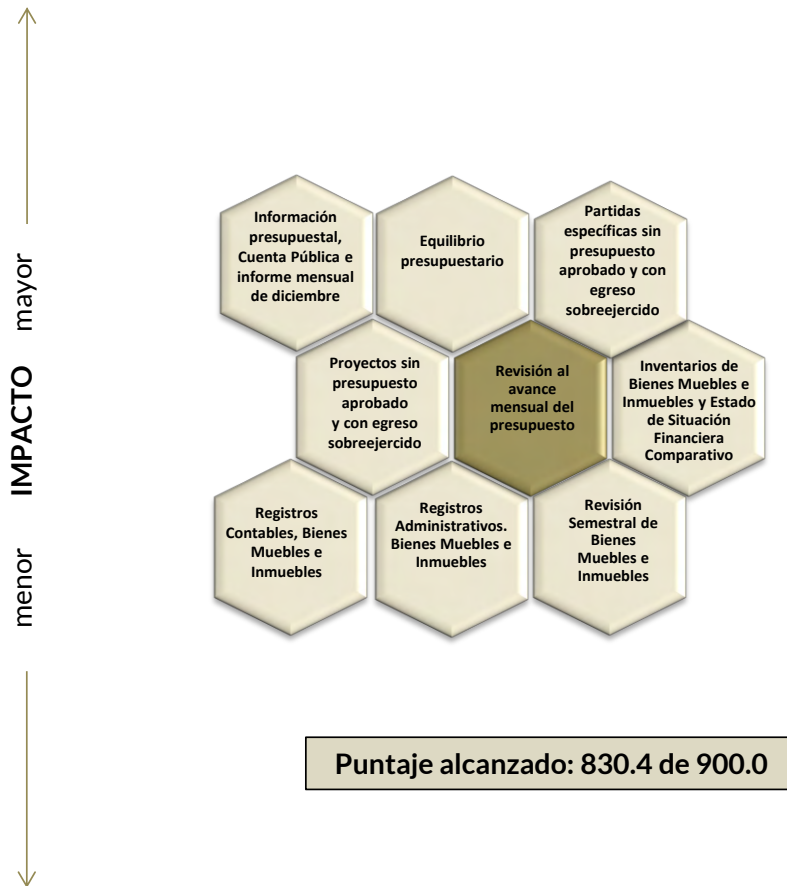 mayor
IMPACTO
menor
Información
presupuestal,
Cuenta Pública e
informe mensual
de diciembre
Equilibrio
presupuestario
Partidas
específicas sin
presupuesto
aprobado y con
egreso
sobreejercido
Proyectos sin
presupuesto
aprobado
y con egreso
sobreejercido
Revisión al
avance
mensual del
presupuesto
Inventarios de
Bienes Muebles e
Inmuebles y Estado
de Situación
Financiera
Comparativo
Registros
Contables, Bienes
Muebles e
Inmuebles
Registros
Administrativos.
Bienes Muebles e
Inmuebles
Revisión
Semestral de
Bienes
Muebles e
Inmuebles
Puntaje alcanzado: 830.4 de 900.0